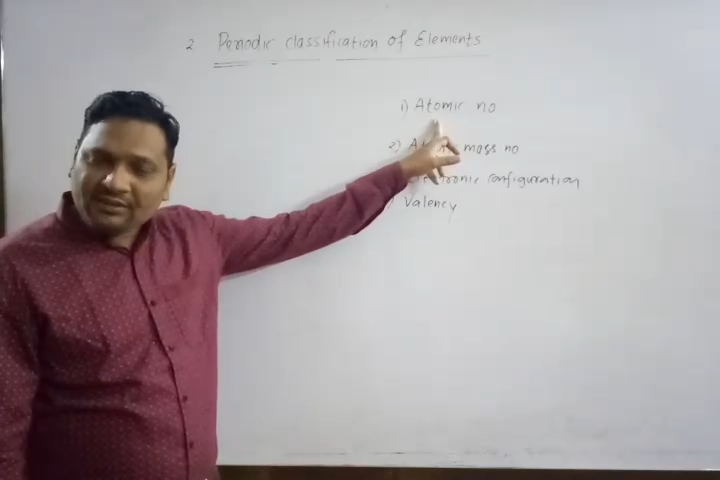 2 Periodic classification of Elements
1) Atomic no
2) mass no
configuration
Valency